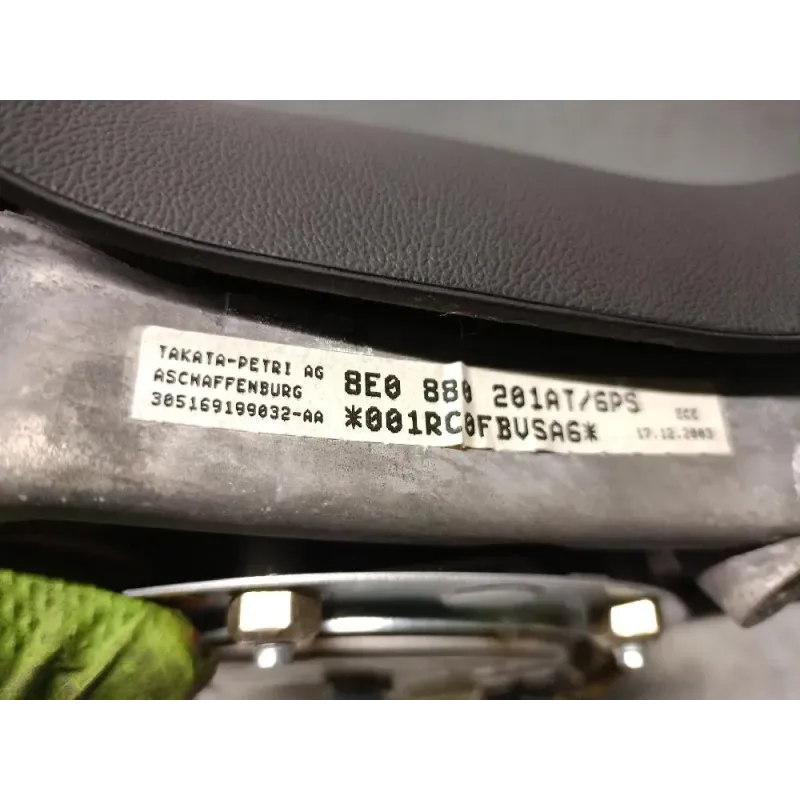 TAKATA-PETRI AG
ASCHAFFENBURG
305169199032-AA
8E0 880 201AT/6PS
*001RC0FBVSA6*
ECE
17.12.2003